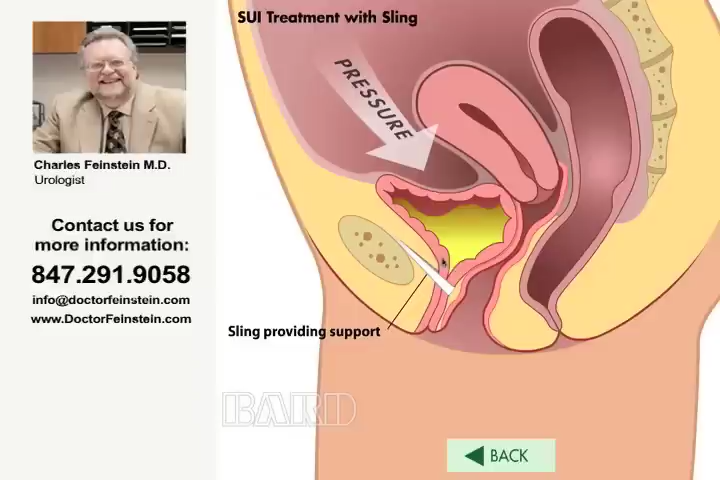 SUI Treatment with Sling
PRESSURE
Charles Feinstein M.D.
Urologist
Contact us for
more information:
847.291.9058
info@doctorfeinstein.com
www.DoctorFeinstein.com
Sling providing support
BARD
BACK